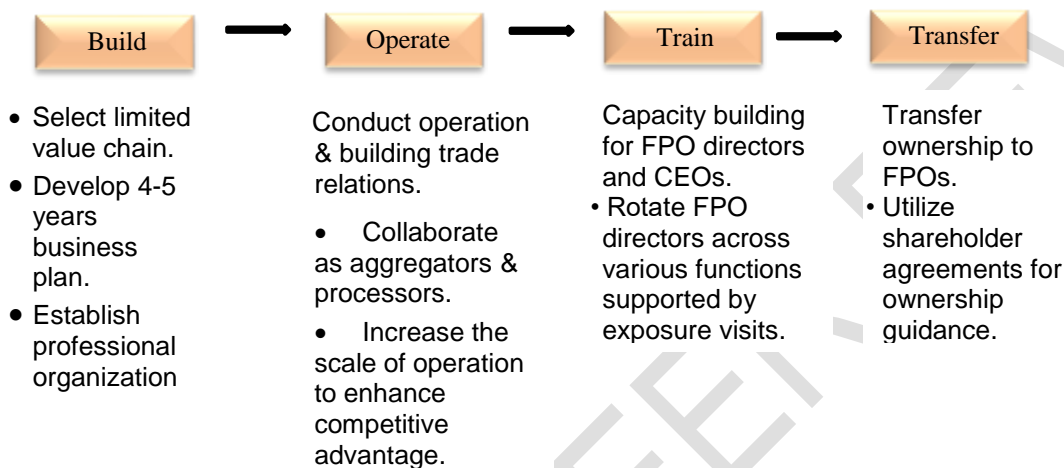 Build
Operate
Train
Transfer
• Select limited
value chain.
• Develop 4-5
years
business
plan.
• Establish
professional
organization
Conduct operation
& building trade
relations.
• Collaborate
as aggregators &
processors.
• Increase the
scale of operation
to enhance
competitive
advantage.
Capacity building
for FPO directors
and CEOs.
• Rotate FPO
directors across
various functions
supported by
exposure visits.
Transfer
ownership to
FPOs.
• Utilize
shareholder
agreements for
ownership
guidance.